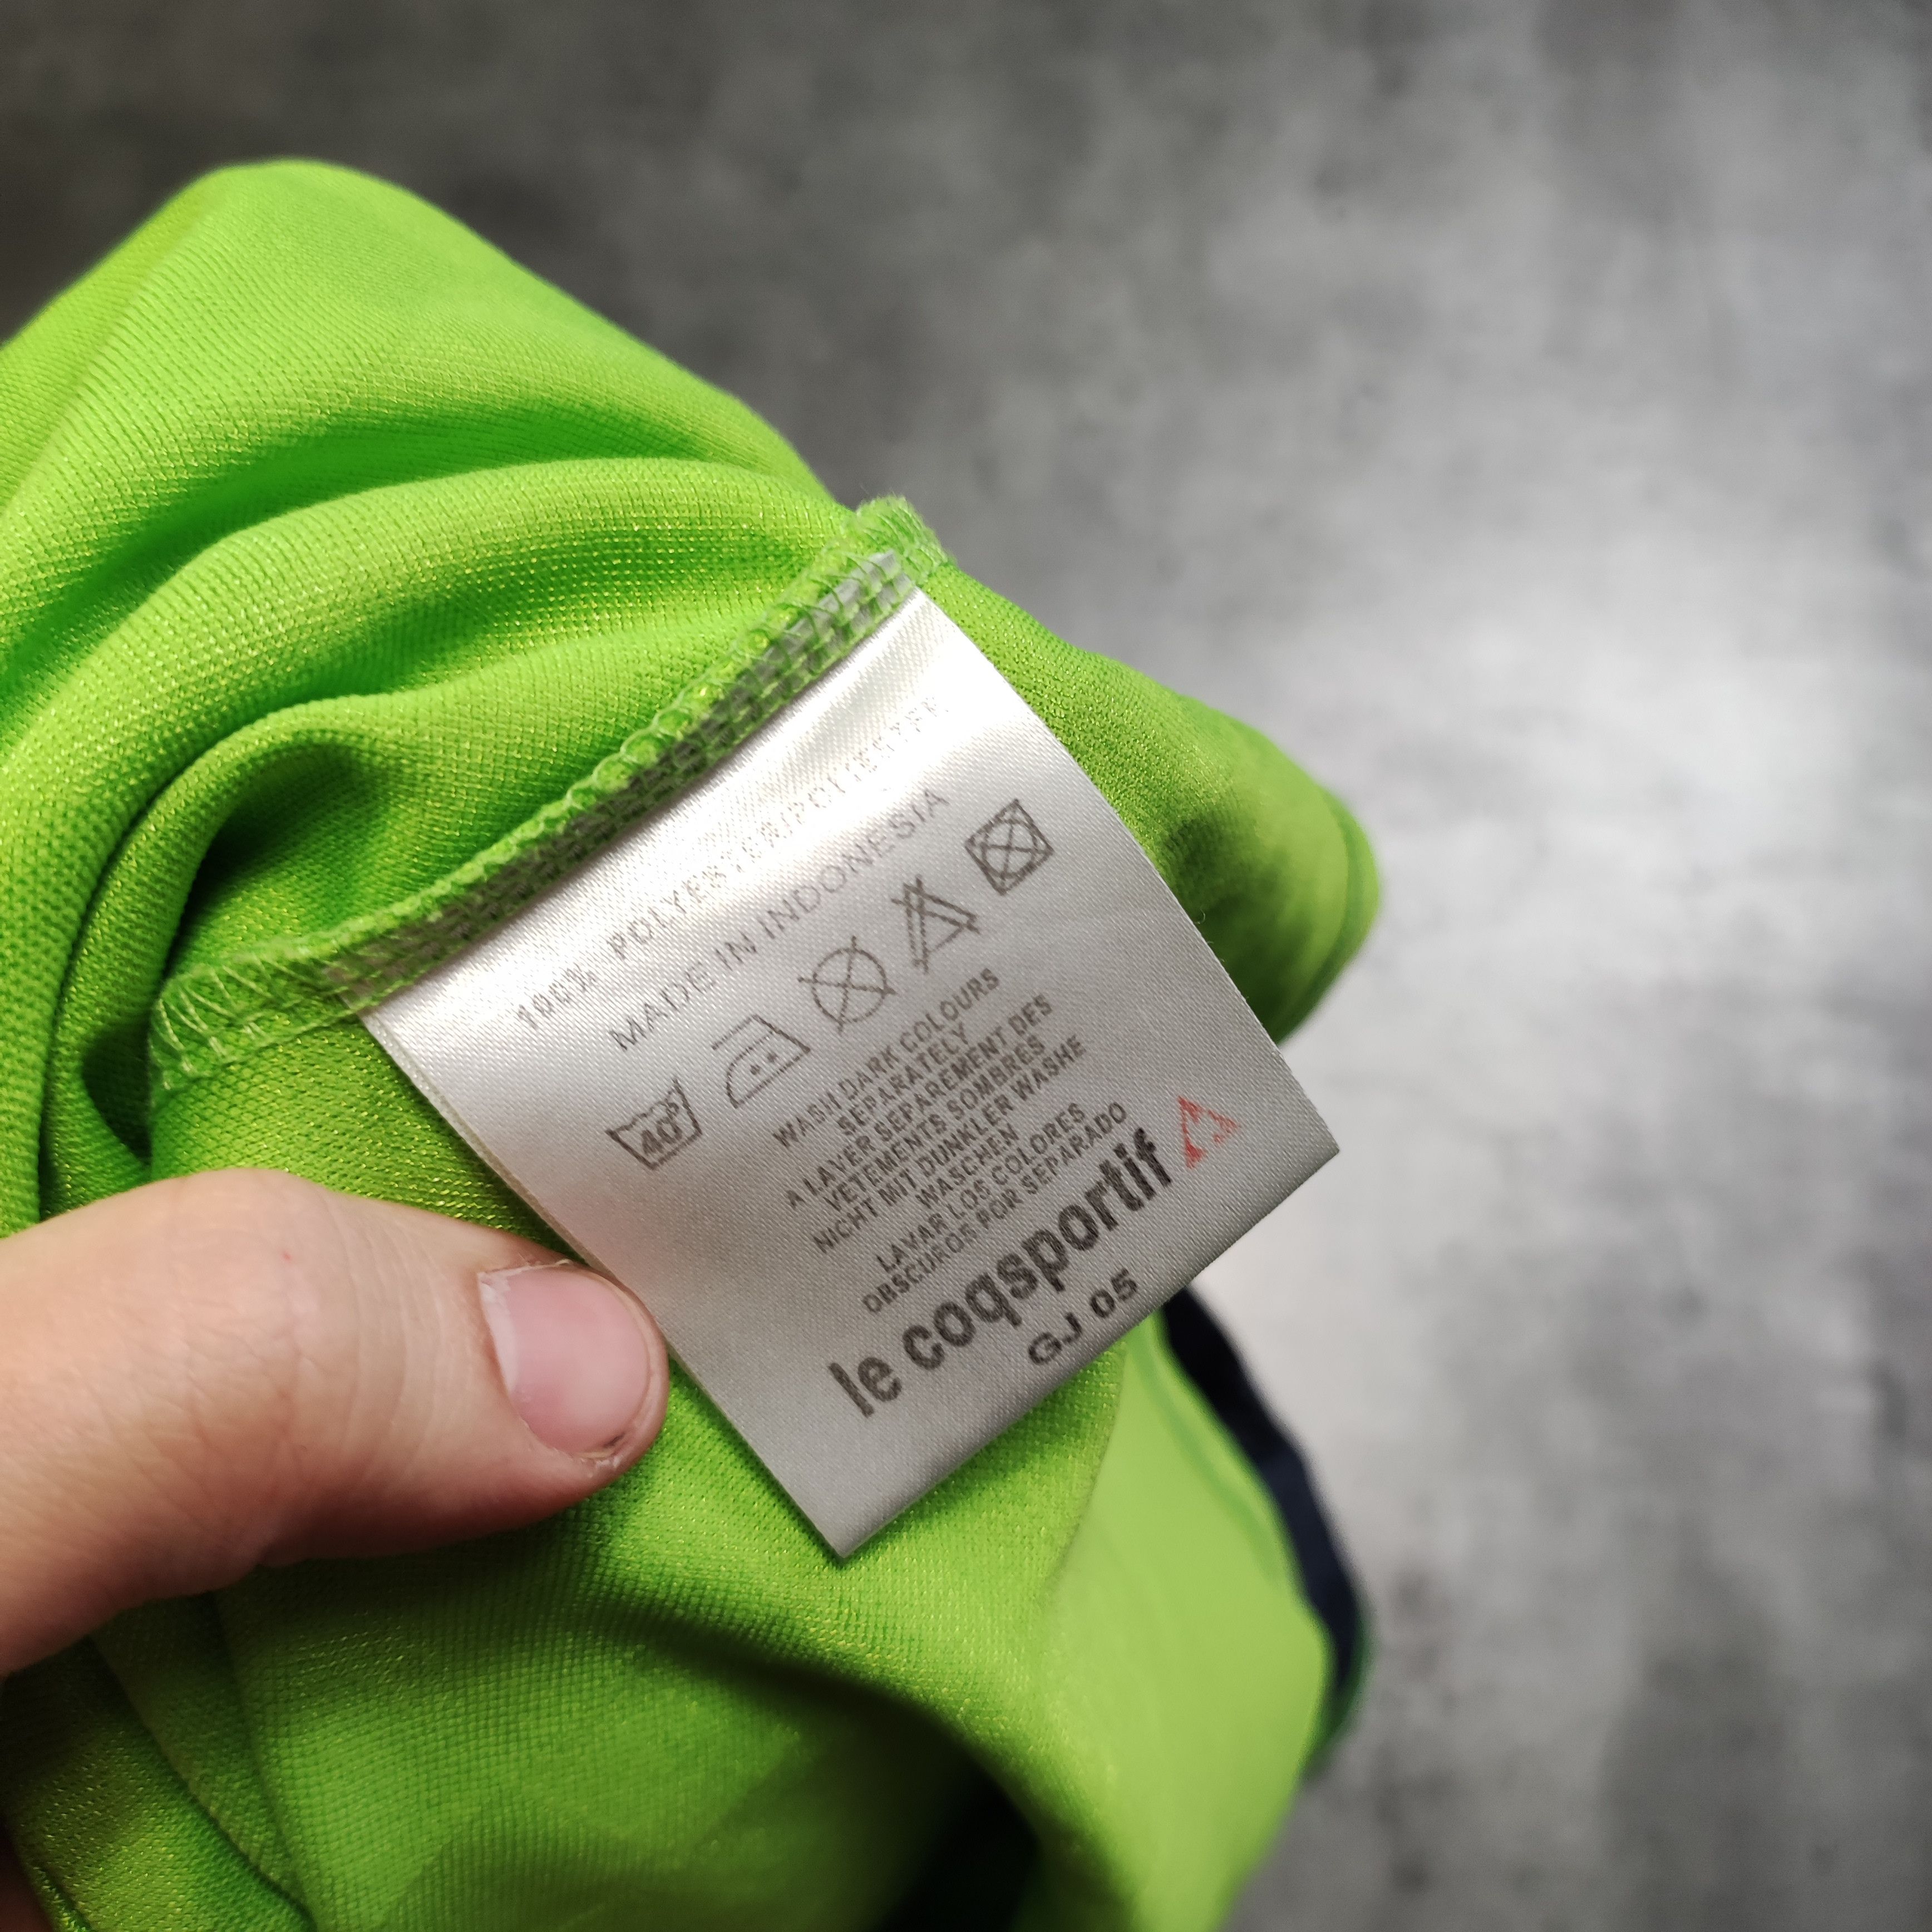 100% POLYESTER/POLIESTYER
MADE IN INDONESIA
40°
WASH DARK COLOURS
SEPARATELY
A LAVER SEPAREMENT DES
VETEMENTS SOMBRES
NICHT MIT DUNKLER WASHE
WASCHEN
LAVAR LOS COLORES
OBSCUROS POR SEPARADO
le coqsportif
GJ 05